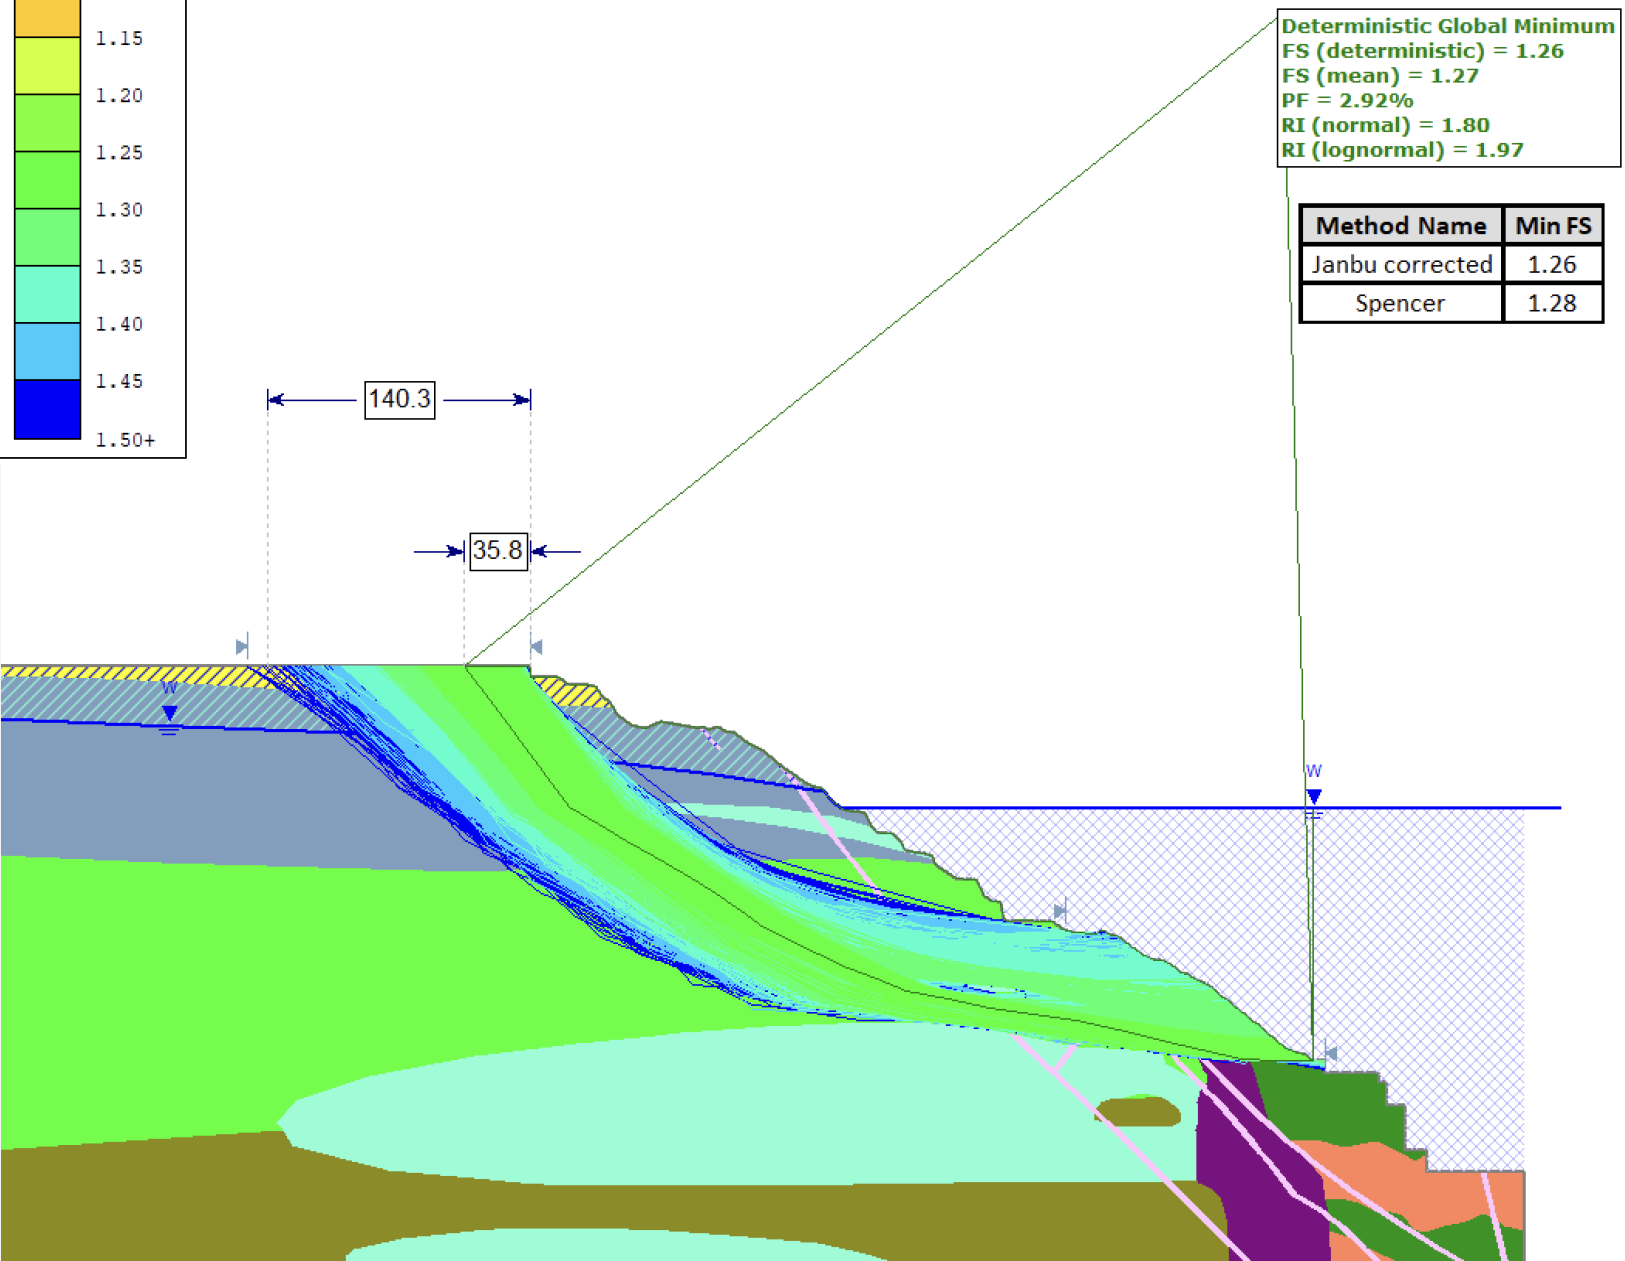 1.15
1.20
1.25
1.30
1.35
1.40
1.45
1.50+
Deterministic Global Minimum
FS (deterministic) = 1.26
FS (mean) = 1.27
PF = 2.92%
RI (normal) = 1.80
RI (lognormal) = 1.97
Method Name Min FS
Janbu corrected 1.26
Spencer 1.28
140.3
35.8
W
W